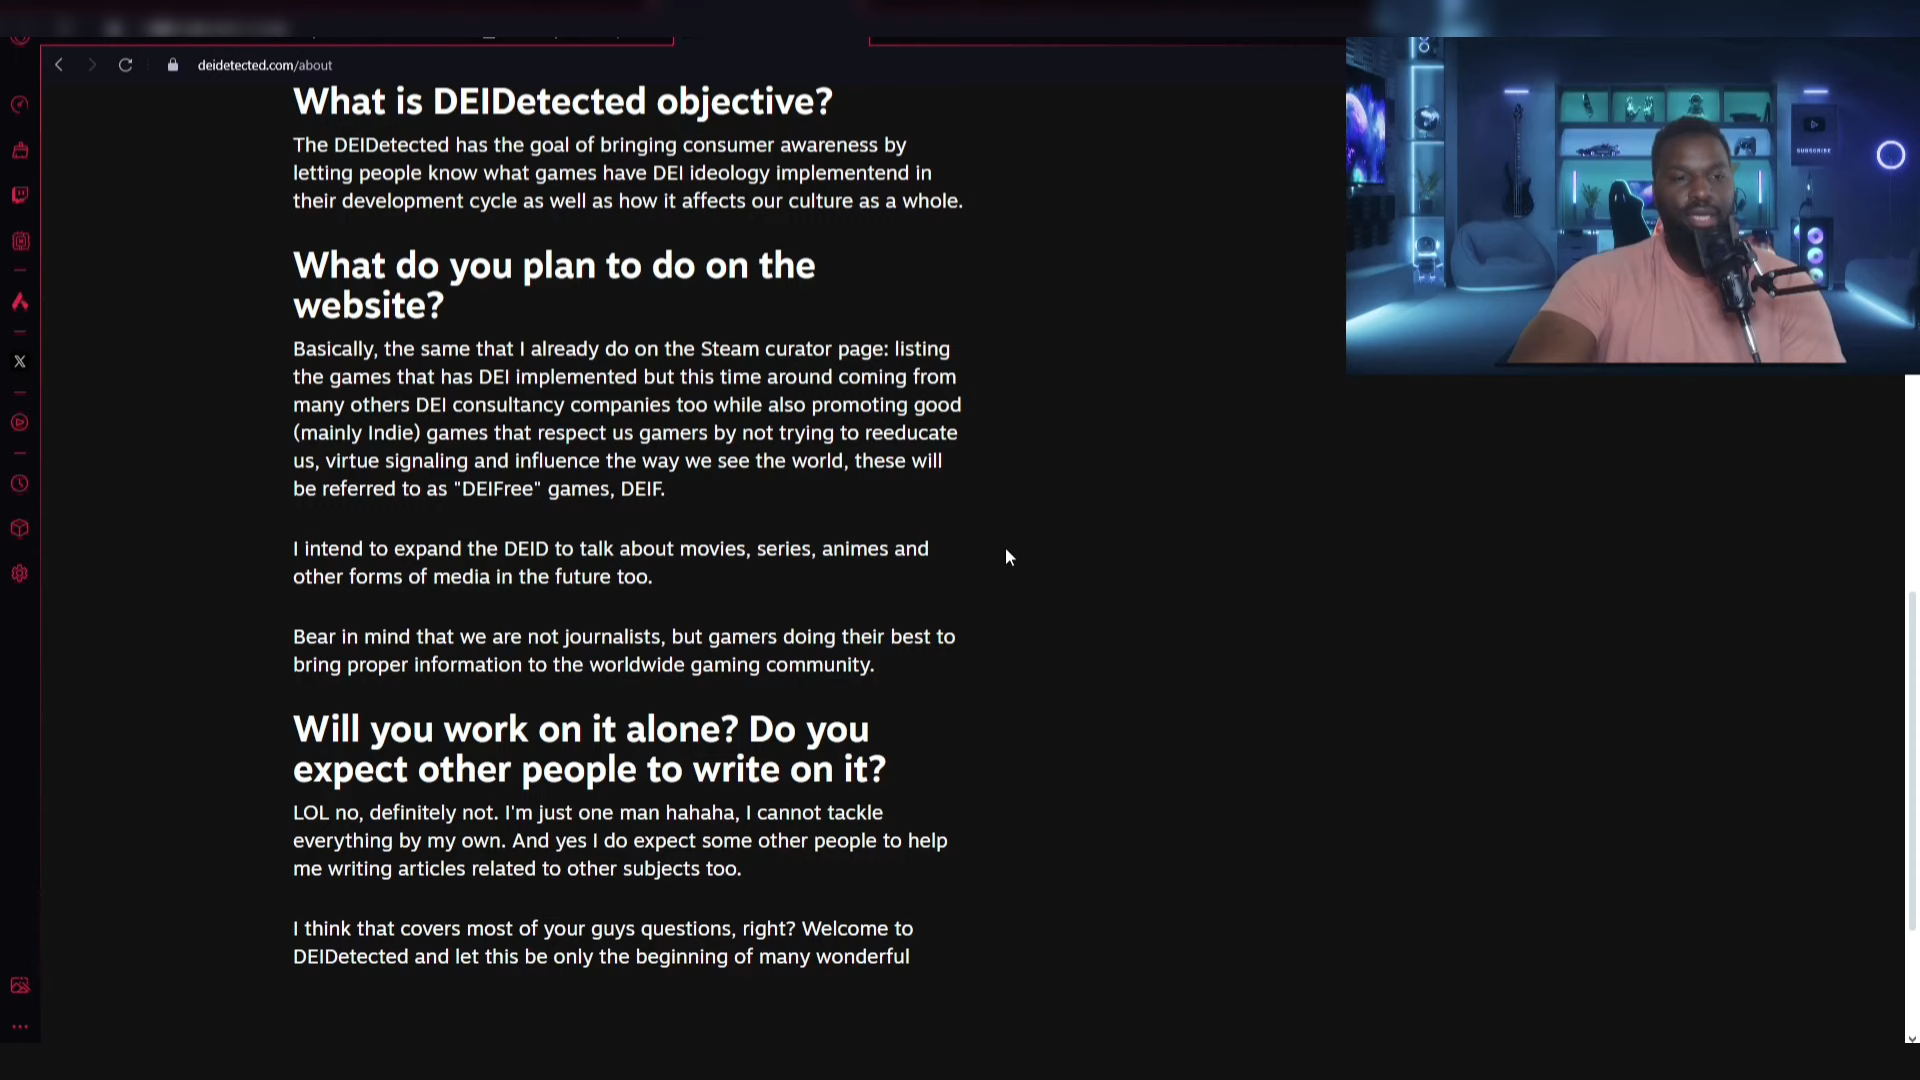 deidetected.com/about
What is DEIDetected objective?
The DEIDetected has the goal of bringing consumer awareness by
letting people know what games have DEI ideology implementend in
their development cycle as well as how it affects our culture as a whole.
What do you plan to do on the
website?
Basically, the same that I already do on the Steam curator page: listing
the games that has DEI implemented but this time around coming from
many others DEI consultancy companies too while also promoting good
(mainly Indie) games that respect us gamers by not trying to reeducate
us, virtue signaling and influence the way we see the world, these will
be referred to as "DEIFree" games, DEIF.
I intend to expand the DEID to talk about movies, series, animes and
other forms of media in the future too.
Bear in mind that we are not journalists, but gamers doing their best to
bring proper information to the worldwide gaming community.
Will you work on it alone? Do you
expect other people to write on it?
LOL no, definitely not. I'm just one man hahaha, I cannot tackle
everything by my own. And yes I do expect some other people to help
me writing articles related to other subjects too.
I think that covers most of your guys questions, right? Welcome to
DEIDetected and let this be only the beginning of many wonderful
SUBSCRIBE